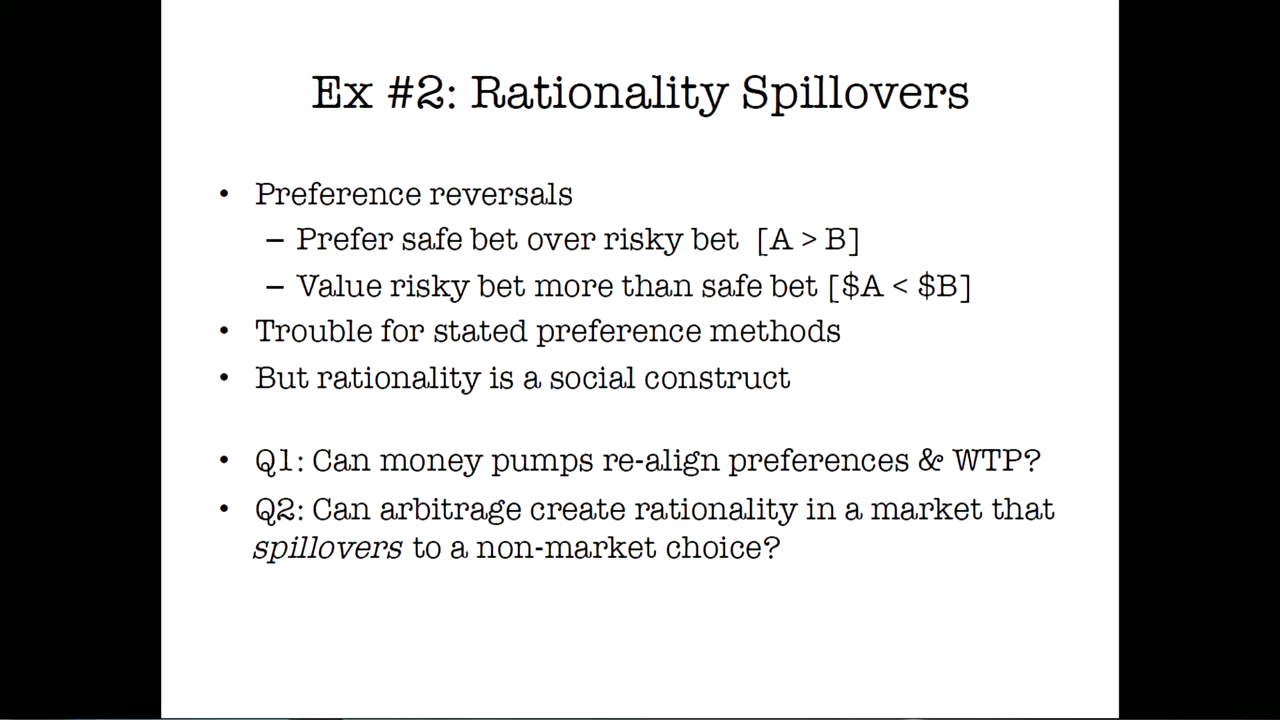 Ex #2: Rationality Spillovers
• Preference reversals
– Prefer safe bet over risky bet [A > B]
– Value risky bet more than safe bet [$A < $B]
• Trouble for stated preference methods
• But rationality is a social construct
• Q1: Can money pumps re-align preferences & WTP?
• Q2: Can arbitrage create rationality in a market that
spillovers to a non-market choice?